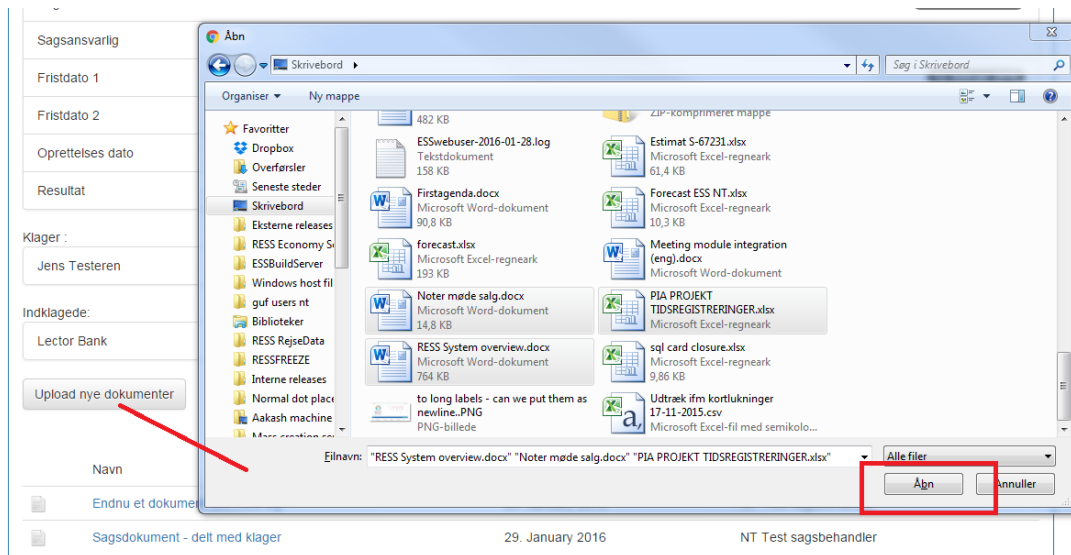 Åbn
Sagsansvarlig
Skrivebord
Søg i Skrivebord
Fristdato 1
Organiser
Ny mappe
Fristdato 2
Oprettelses dato
Resultat
Klager :
Jens Testeren
Indklagede:
Lector Bank
Upload nye dokumenter
Favoritter
Dropbox
Overførsler
Seneste steder
Skrivebord
Eksterne releases
RESS Economy S
ESSBuildServer
Windows host fil
guf users nt
Biblioteker
RESS RejseData
RESSFREEZE
Interne releases
Normal dot place
Aakash machine
482 KB
ZIP-komprimeret mappe
ESSwebuser-2016-01-28.log
Tekstdokument
158 KB
Estimat S-67231.xlsx
Microsoft Excel-regneark
61,4 KB
Firstagenda.docx
Microsoft Word-dokument
90,8 KB
Forecast ESS NT.xlsx
Microsoft Excel-regneark
10,3 KB
forecast.xlsx
Microsoft Excel-regneark
193 KB
Meeting module integration
(eng).docx
Microsoft Word-dokument
Noter møde salg.docx
Microsoft Word-dokument
14,8 KB
PIA PROJEKT
TIDSREGISTRERINGER.xlsx
Microsoft Excel-regneark
RESS System overview.docx
Microsoft Word-dokument
764 KB
sql card closure.xlsx
Microsoft Excel-regneark
9,86 KB
to long labels - can we put them as
newline..PNG
PNG-billede
Udtræk ifm kortlukninger
17-11-2015.csv
Microsoft Excel-fil med semikolo...
Filnavn:
"RESS System overview.docx" "Noter møde salg.docx" "PIA PROJEKT TIDSREGISTRERINGER.xlsx"
Alle filer
Åbn
Annuller
Navn
Endnu et dokume
Sagsdokument - delt med klager
29. January 2016
NT Test sagsbehandler